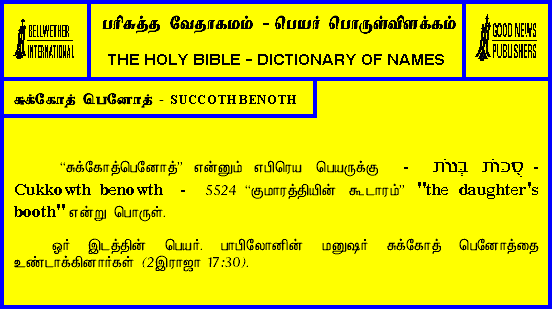 BELLWETHER
INTERNATIONAL
பரிசுத்த வேதாகமம் - பெயர் பொருள்விளக்கம்
THE HOLY BIBLE - DICTIONARY OF NAMES
GOOD NEWS
PUBLISHERS
சுக்கோத் பெனோத் - SUCCOTH BENOTH
“சுக்கோத்பெனோத்” என்னும் எபிரெய பெயருக்கு - סֻכּוֹת בְּנוֹת -
Cukkowth benowth - 5524 “குமாரத்தியின் கூடாரம்” "the daughter's
booth" என்று பொருள்.
ஓர் இடத்தின் பெயர். பாபிலோனின் மனுஷர் சுக்கோத் பெனோத்தை
உண்டாக்கினார்கள் (2இராஜா 17:30).